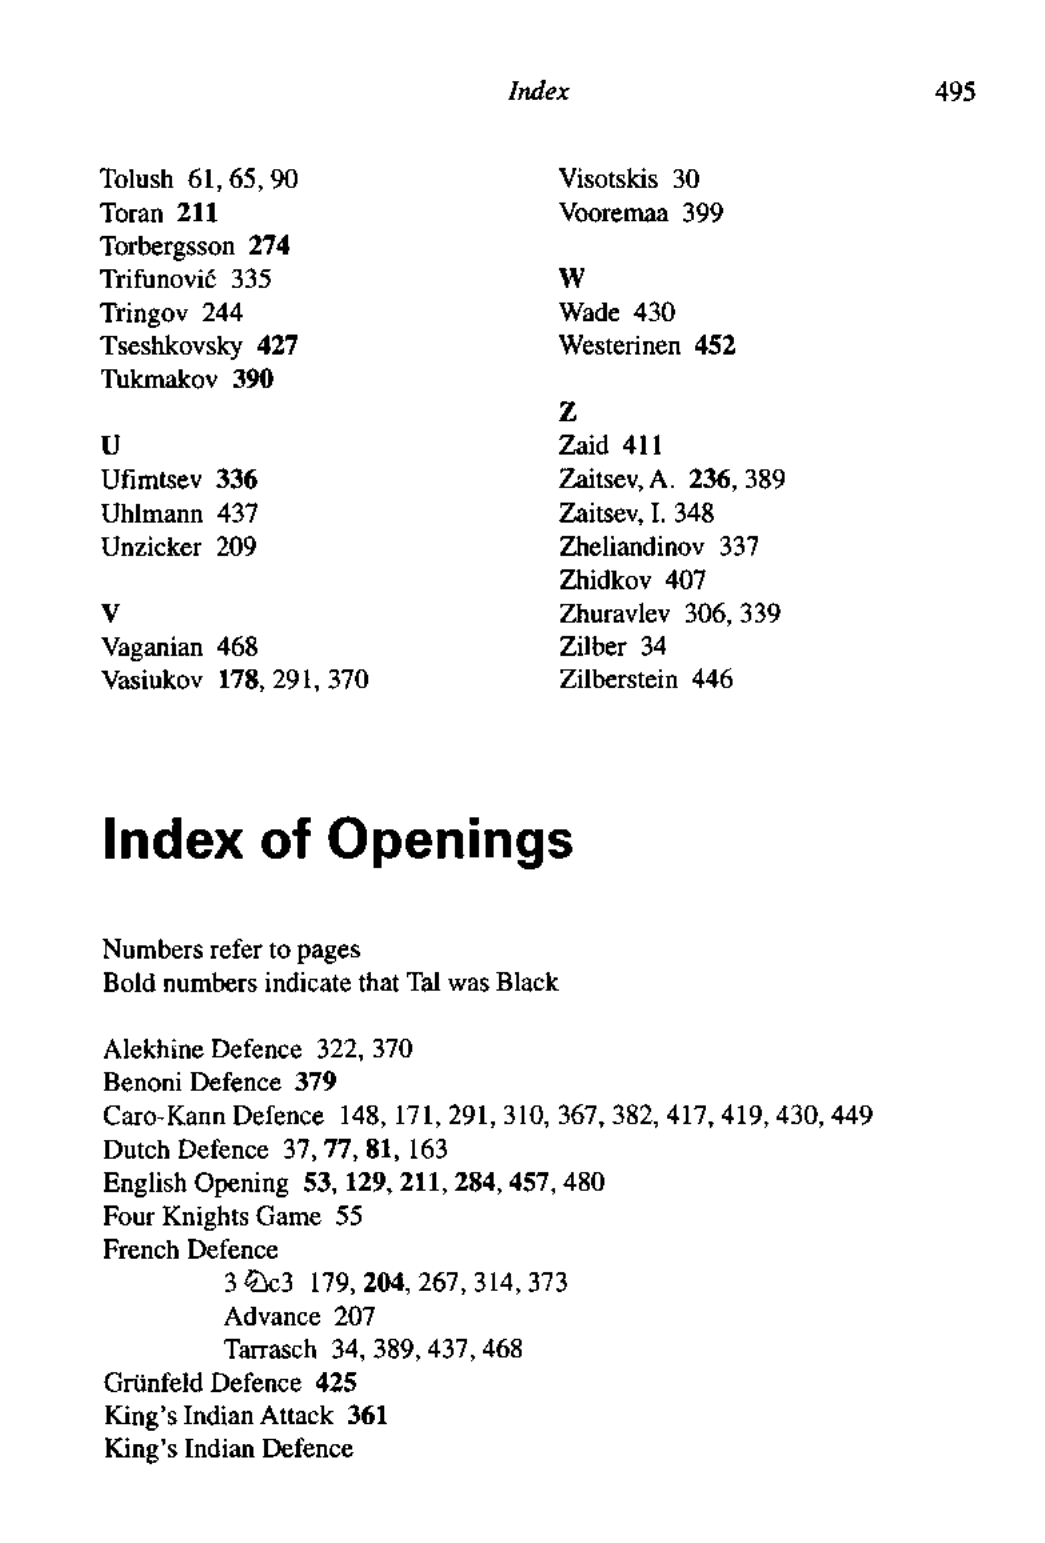 Index 495
Tolush 61, 65, 90
Toran 211
Torbergsson 274
Trifunović 335
Tringov 244
Tseshkovsky 427
Tukmakov 390
U
Ufimtsev 336
Uhlmann 437
Unzicker 209
V
Vaganian 468
Vasiukov 178, 291, 370
Visotskis 30
Vooremaa 399
W
Wade 430
Westerinen 452
Z
Zaid 411
Zaitsev, A. 236, 389
Zaitsev, I. 348
Zheliandinov 337
Zhidkov 407
Zhuravlev 306, 339
Zilber 34
Zilberstein 446
Index of Openings
Numbers refer to pages
Bold numbers indicate that Tal was Black
Alekhine Defence 322, 370
Benoni Defence 379
Caro-Kann Defence 148, 171, 291, 310, 367, 382, 417, 419, 430, 449
Dutch Defence 37, 77, 81, 163
English Opening 53, 129, 211, 284, 457, 480
Four Knights Game 55
French Defence
3 ♘c3 179, 204, 267, 314, 373
Advance 207
Tarrasch 34, 389, 437, 468
Grünfeld Defence 425
King's Indian Attack 361
King's Indian Defence